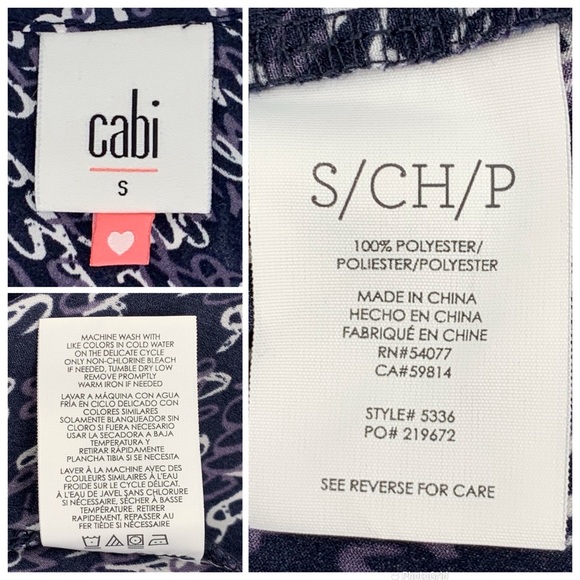 cabi
S
S/CH/P
100% POLYESTER/
POLIESTER/POLYESTER
MADE IN CHINA
HECHO EN CHINA
FABRIQUÉ EN CHINE
RN#54077
CA#59814
STYLE# 5336
PO# 219672
SEE REVERSE FOR CARE
MACHINE WASH WITH
LIKE COLORS IN COLD WATER
ON THE DELICATE CYCLE
ONLY NON-CHLORINE BLEACH
IF NEEDED, TUMBLE DRY LOW
REMOVE PROMPTLY
WARM IRON IF NEEDED
LAVAR A MÁQUINA CON AGUA
FRÍA EN CICLO DELICADO CON
COLORES SIMILARES
SOLAMENTE BLANQUEADOR SIN
CLORO SI FUERA NECESARIO
USAR LA SECADORA A BAJA
TEMPERATURA Y
RETIRAR RÁPIDAMENTE
PLANCHA TIBIA SI SE NECESITA
LAVER À LA MACHINE AVEC DES
COULEURS SIMILAIRES À L'EAU
FROIDE SUR LE CYCLE DÉLICAT.
À L'EAU DE JAVEL SANS CHLORURE
SI NÉCESSAIRE, SÉCHER À BASSE
TEMPÉRATURE. RETIRER
RAPIDEMENT, REPASSER AU
FER TIÈDE SI NÉCESSAIRE